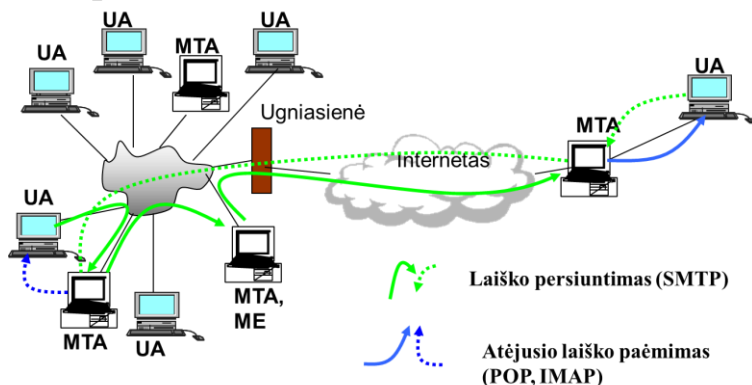 UA
UA
MTA
UA
UA
Ugniasienė
MTA
Internetas
UA
MTA,
ME
MTA
UA
Laiško persiuntimas (SMTP)
Atėjusio laiško paėmimas
(POP, IMAP)